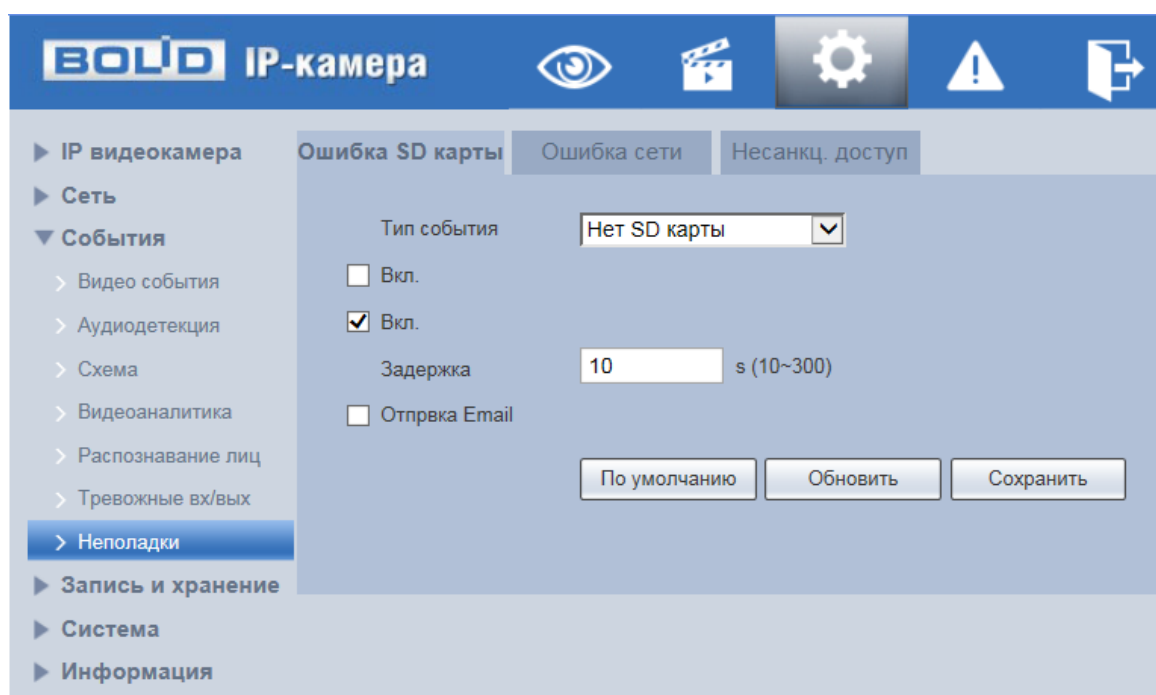 BOLID IP-камера
IP видеокамера
Сеть
События
Видео события
Аудиодетекция
Схема
Видеоаналитика
Распознавание лиц
Тревожные вх/вых
Неполадки
Запись и хранение
Система
Информация
Ошибка SD карты Ошибка сети Несанкц. доступ
Тип события Нет SD карты
Вкл.
Вкл.
Задержка 10 s (10~300)
Отпрвка Email
По умолчанию Обновить Сохранить